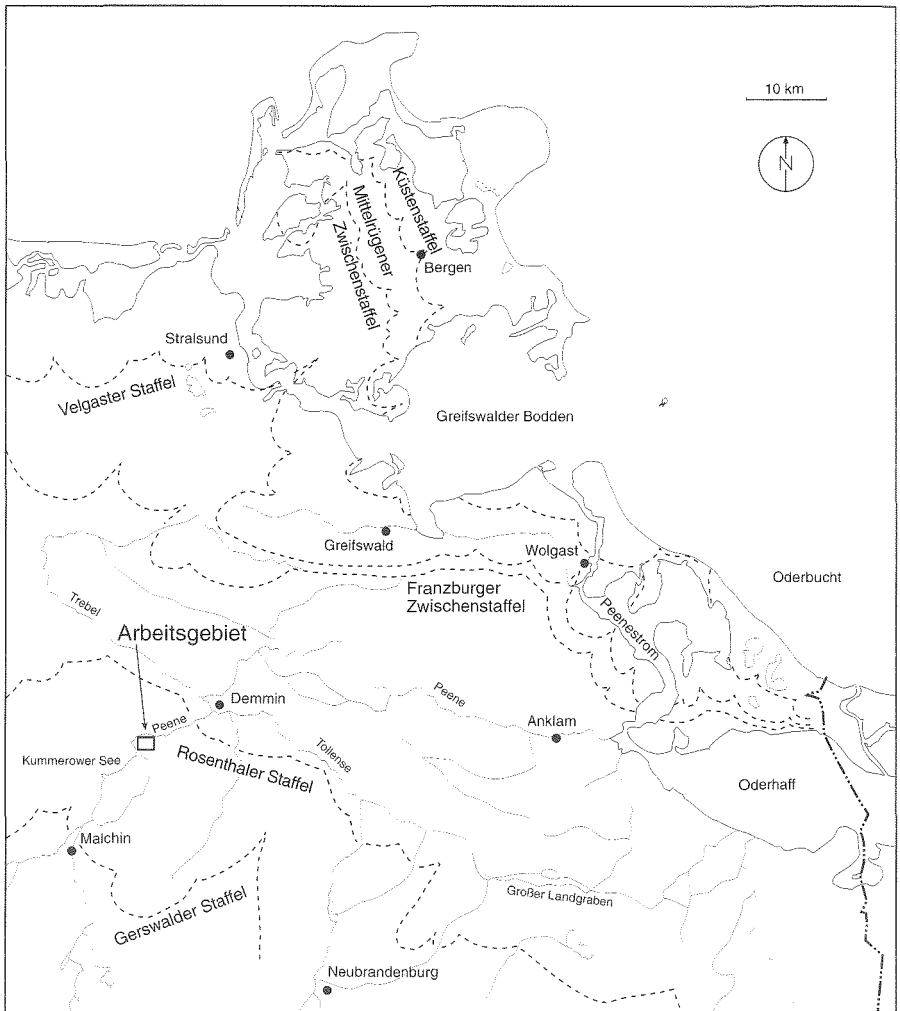 10 km
N
Küstenstaffel
Mittelrügener
Zwischenstaffel
Bergen
Stralsund
Velgaster Staffel
Greifswalder Bodden
Greifswald
Wolgast
Oderbucht
Franzburger
Zwischenstaffel
Peenestrom
Trebel
Arbeitsgebiet
Demmin
Peene
Peene
Anklam
Kummerower See
Tollense
Rosenthaler Staffel
Oderhaff
Malchin
Großer Landgraben
Gerswalder Staffel
Neubrandenburg